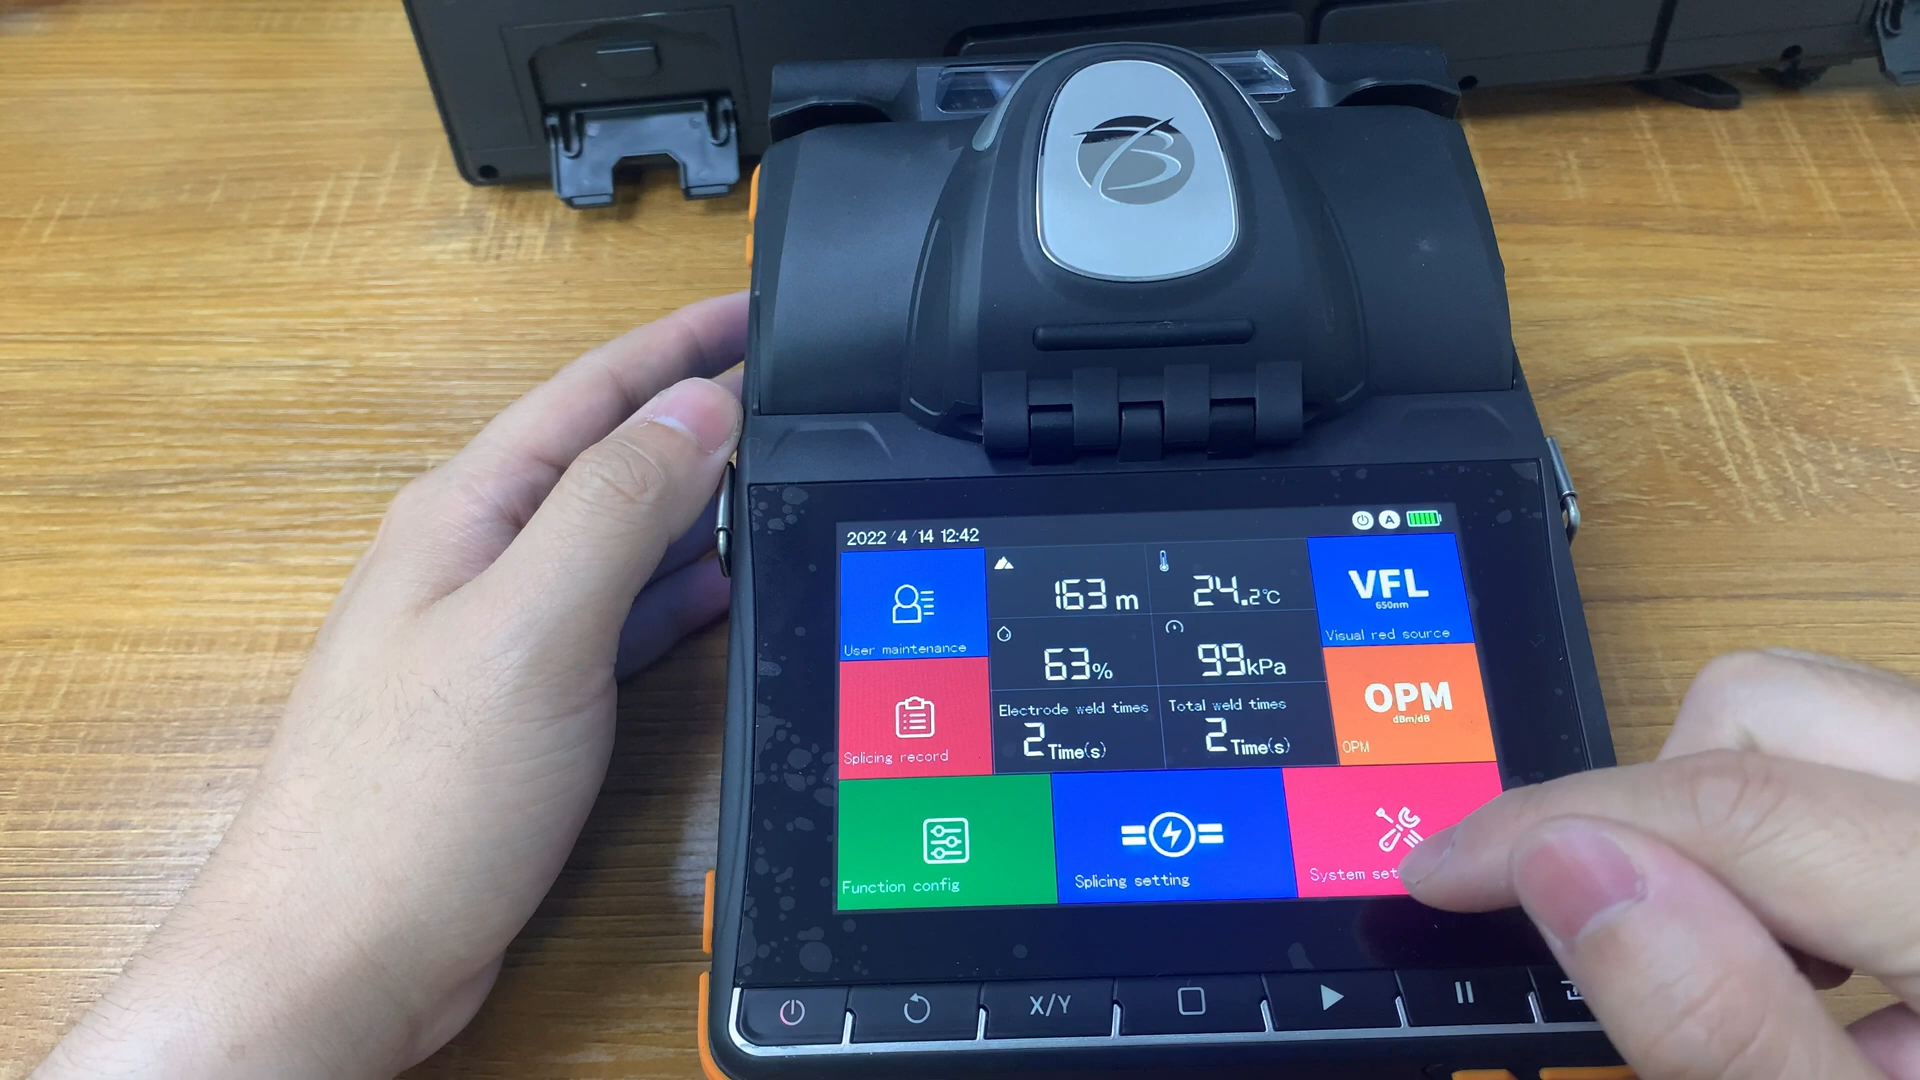 2022/4/14 12:42
A
User maintenance
163 m
24.2℃
VFL
650nm
Visual red source
63%
99kPa
OPM
dBm/dB
OPM
Splicing record
Electrode weld times
2 Time(s)
Total weld times
2 Time(s)
Function config
Splicing setting
System
X/Y